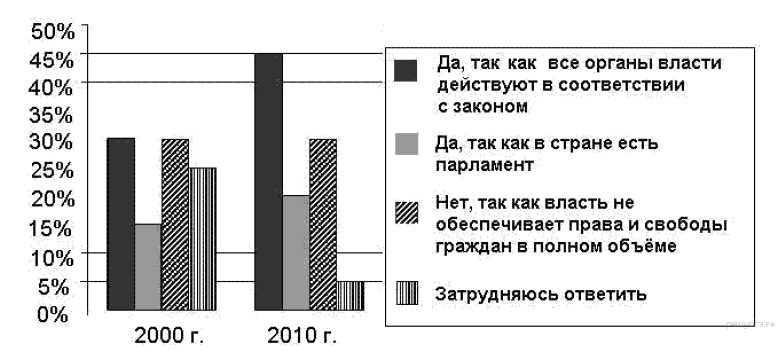 50%
45%
40%
35%
30%
25%
20%
15%
10%
5%
0%
2000 г.
2010 г.
Да, так как все органы власти
действуют в соответствии
с законом
Да, так как в стране есть
парламент
Нет, так как власть не
обеспечивает права и свободы
граждан в полном объёме
Затрудняюсь ответить